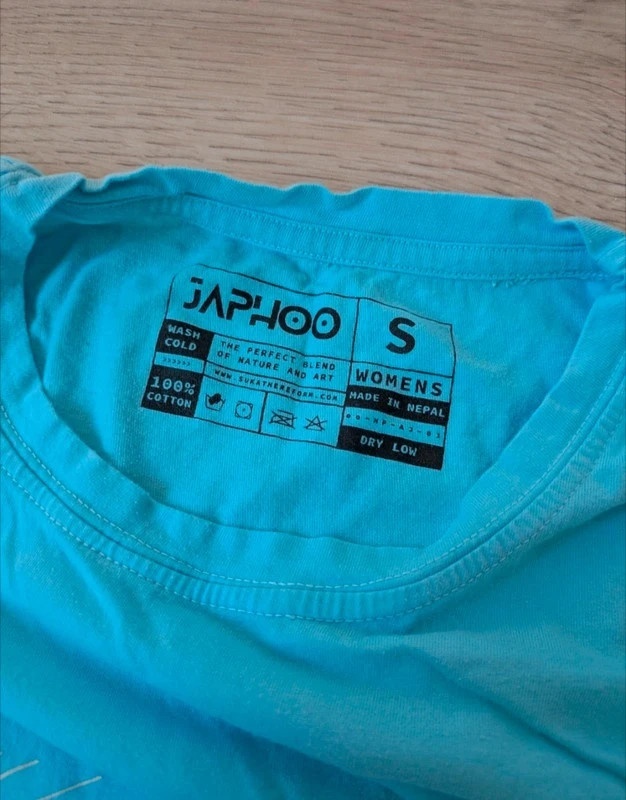 JAPHOO
S
WASH
COLD
THE PERFECT BLEND
OF NATURE AND ART
>>>>>>
100%
COTTON
WOMENS
MADE IN NEPAL
DRY LOW